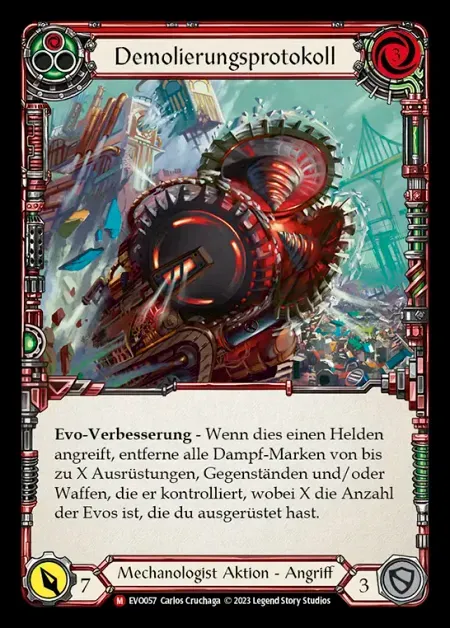 Demolierungsprotokoll
3
Evo-Verbesserung - Wenn dies einen Helden
angreift, entferne alle Dampf-Marken von bis
zu X Ausrüstungen, Gegenständen und/oder
Waffen, die er kontrolliert, wobei X die Anzahl
der Evos ist, die du ausgerüstet hast.
7
Mechanologist Aktion - Angriff
3
M EVO057 Carlos Cruchaga © 2023 Legend Story Studios